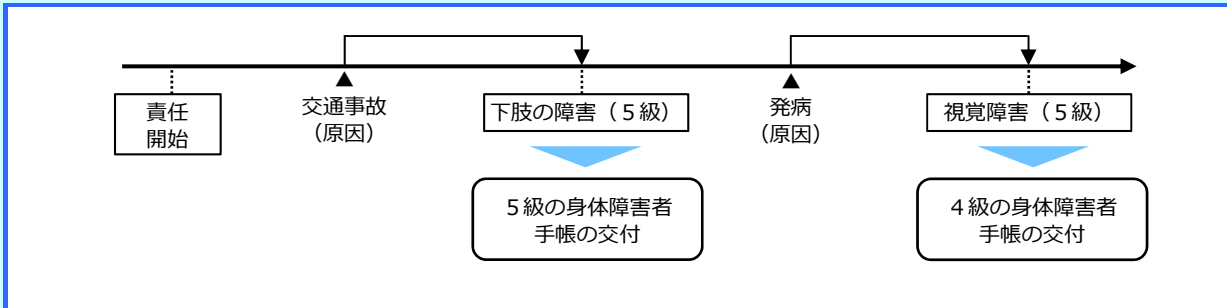 責任
開始
交通事故
（原因）
下肢の障害（５級）
発病
（原因）
視覚障害（５級）
５級の身体障害者
手帳の交付
４級の身体障害者
手帳の交付